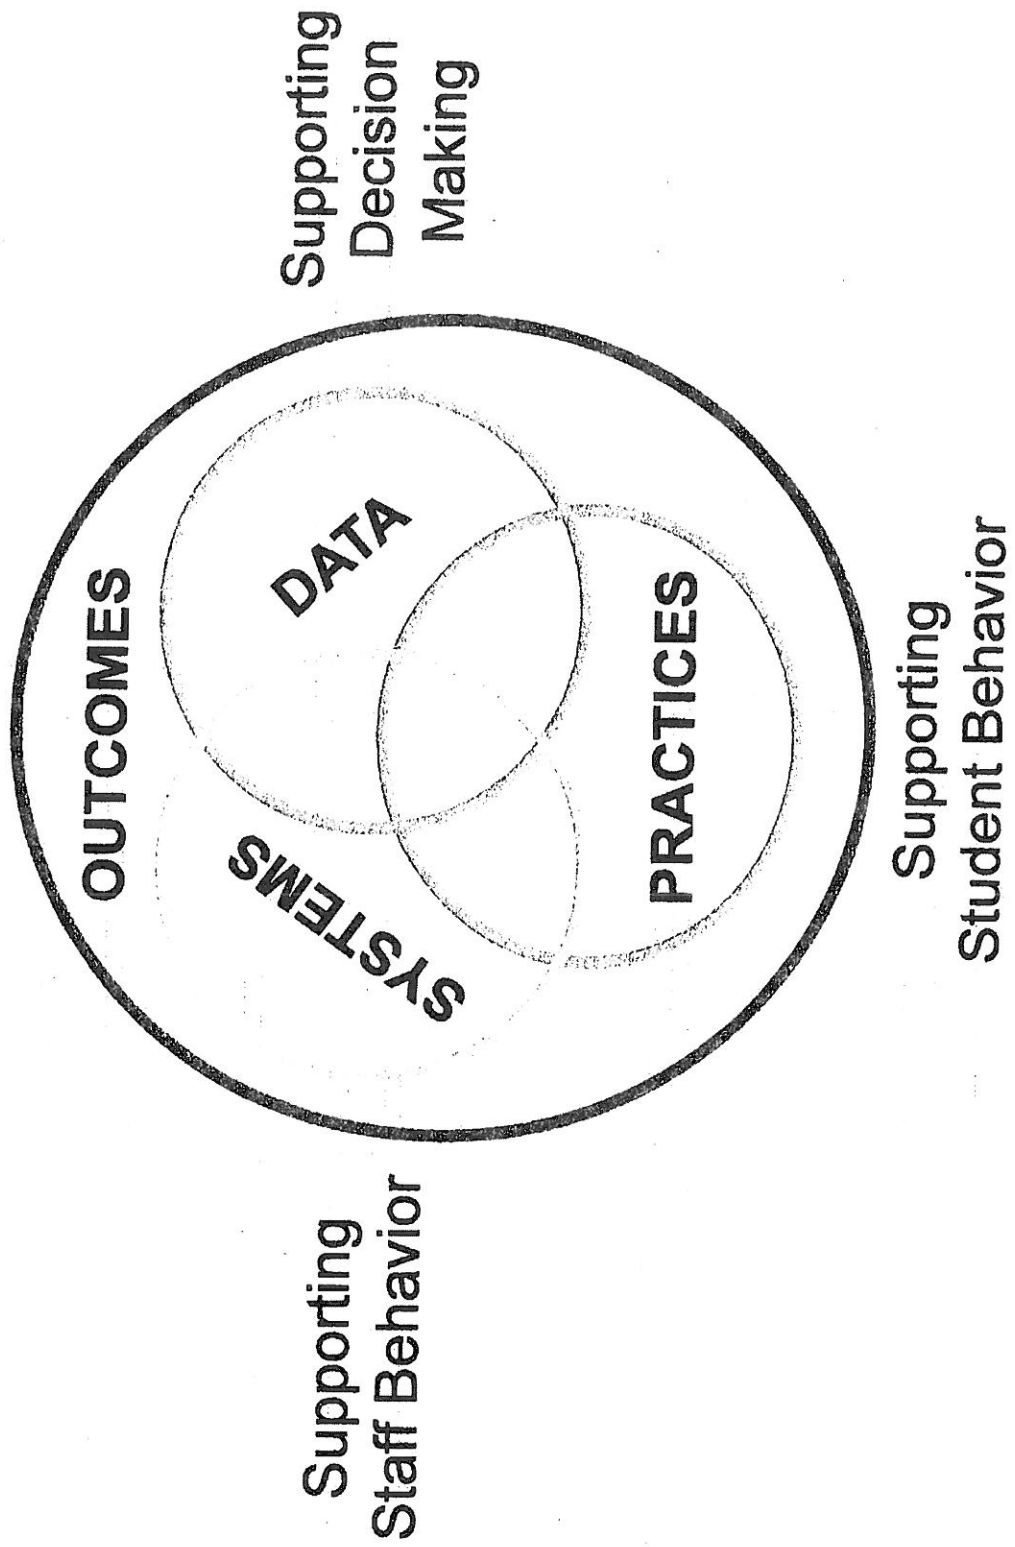 OUTCOMES
Supporting
Staff Behavior
SYSTEMS
DATA
Supporting
Decision
Making
PRACTICES
Supporting
Student Behavior